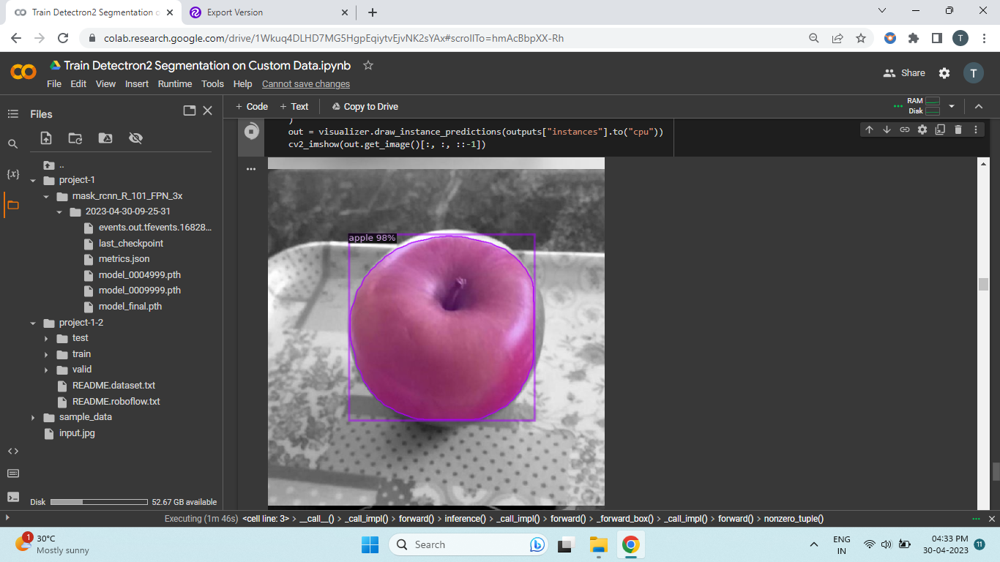 Train Detectron2 Segmentation o
Export Version
colab.research.google.com/drive/1Wkuq4DLHD7MG5HgpEqiytvEjvNK2sYAx#scrollTo=hmAcBbpXX-Rh
T
Train Detectron2 Segmentation on Custom Data.ipynb
File Edit View Insert Runtime Tools Help Cannot save changes
Share
T
Files
+ Code + Text Copy to Drive
RAM
Disk
..
project-1
mask_rcnn_R_101_FPN_3x
2023-04-30-09-25-31
events.out.tfevents.16828...
last_checkpoint
metrics.json
model_0004999.pth
model_0009999.pth
model_final.pth
project-1-2
test
train
valid
README.dataset.txt
README.roboflow.txt
sample_data
input.jpg
Disk 52.67 GB available
)
out = visualizer.draw_instance_predictions(outputs["instances"].to("cpu"))
cv2_imshow(out.get_image()[:, :, ::-1])
apple 98%
Executing (1m 46s) <cell line: 3> > __call__() > _call_impl() > forward() > inference() > _call_impl() > forward() > _forward_box() > _call_impl() > forward() > nonzero_tuple()
1
30°C
Mostly sunny
Search
ENG
IN
04:33 PM
30-04-2023
11